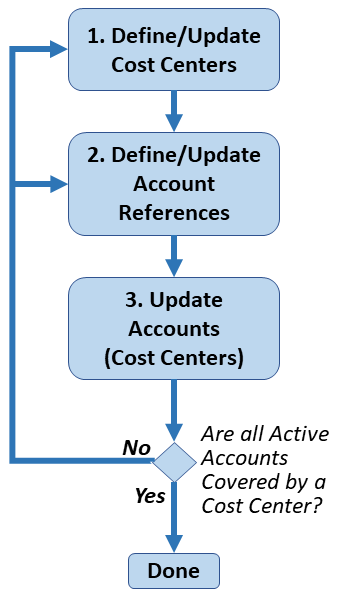 1. Define/Update
Cost Centers
2. Define/Update
Account
References
3. Update
Accounts
(Cost Centers)
No
Are all Active
Accounts
Covered by a
Cost Center?
Yes
Done